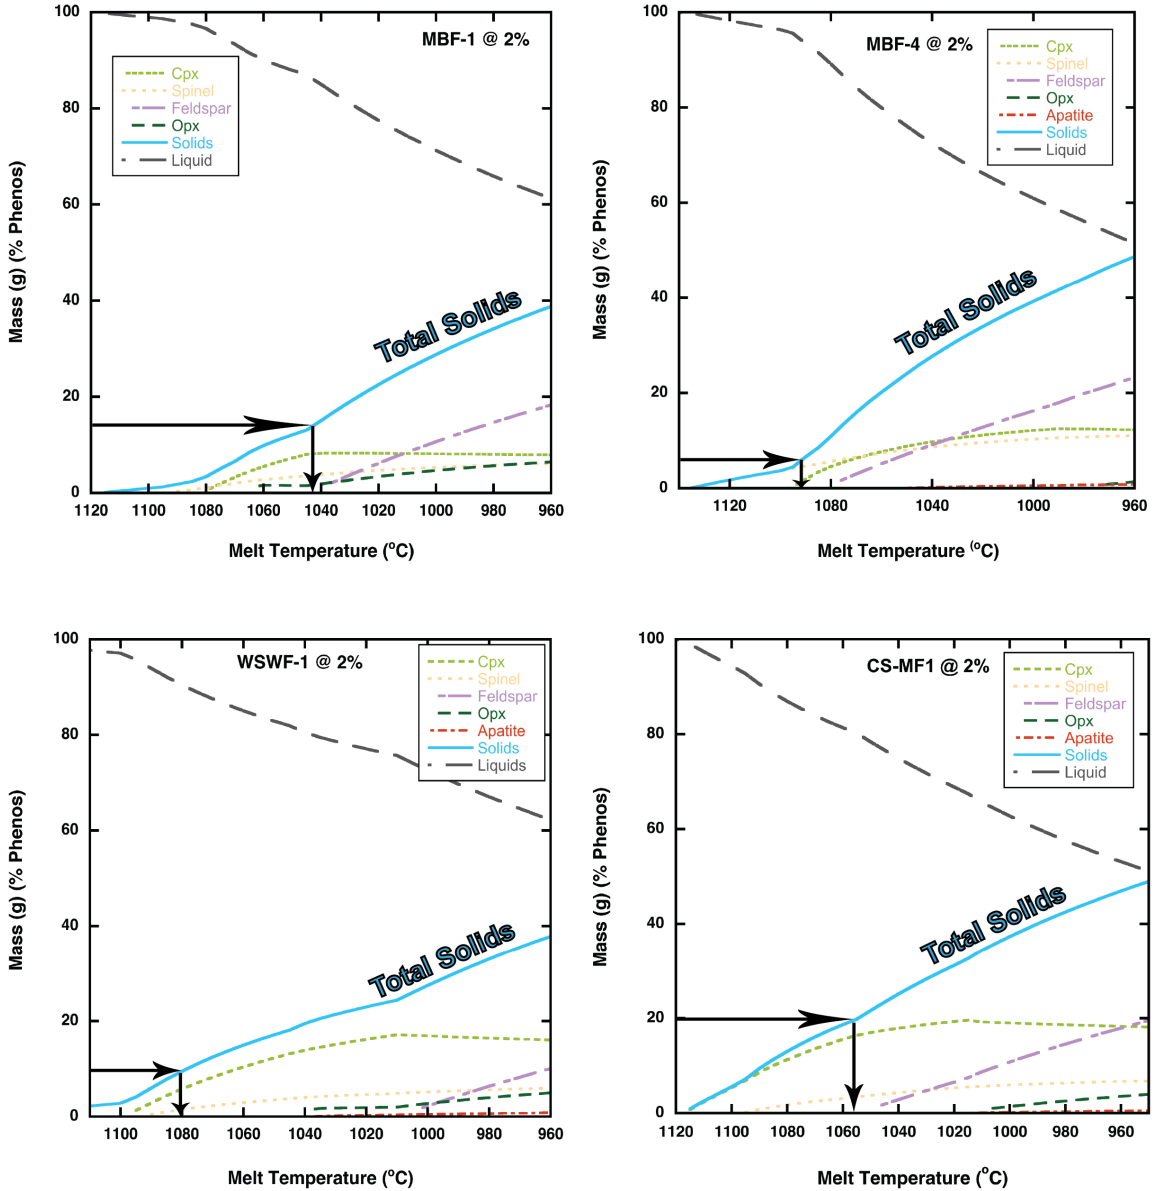 MBF-1 @ 2%
100
80
60
40
20
0
Cpx
Spinel
Feldspar
Opx
Solids
Liquid
Total Solids
Mass (g) (% Phenos)
1120 1100 1080 1060 1040 1020 1000 980 960
Melt Temperature (oC)
MBF-4 @ 2%
100
80
60
40
20
0
Cpx
Spinel
Feldspar
Opx
Apatite
Solids
Liquid
Total Solids
Mass (g) (% Phenos)
1120 1080 1040 1000 960
Melt Temperature (oC)
WSWF-1 @ 2%
100
80
60
40
20
0
Cpx
Spinel
Feldspar
Opx
Apatite
Solids
Liquids
Total Solids
Mass (g) (% Phenos)
1100 1080 1060 1040 1020 1000 980 960
Melt Temperature (oC)
CS-MF1 @ 2%
100
80
60
40
20
0
Cpx
Spinel
Feldspar
Opx
Apatite
Solids
Liquid
Total Solids
Mass (g) (% Phenos)
1120 1100 1080 1060 1040 1020 1000 980 960
Melt Temperature (oC)